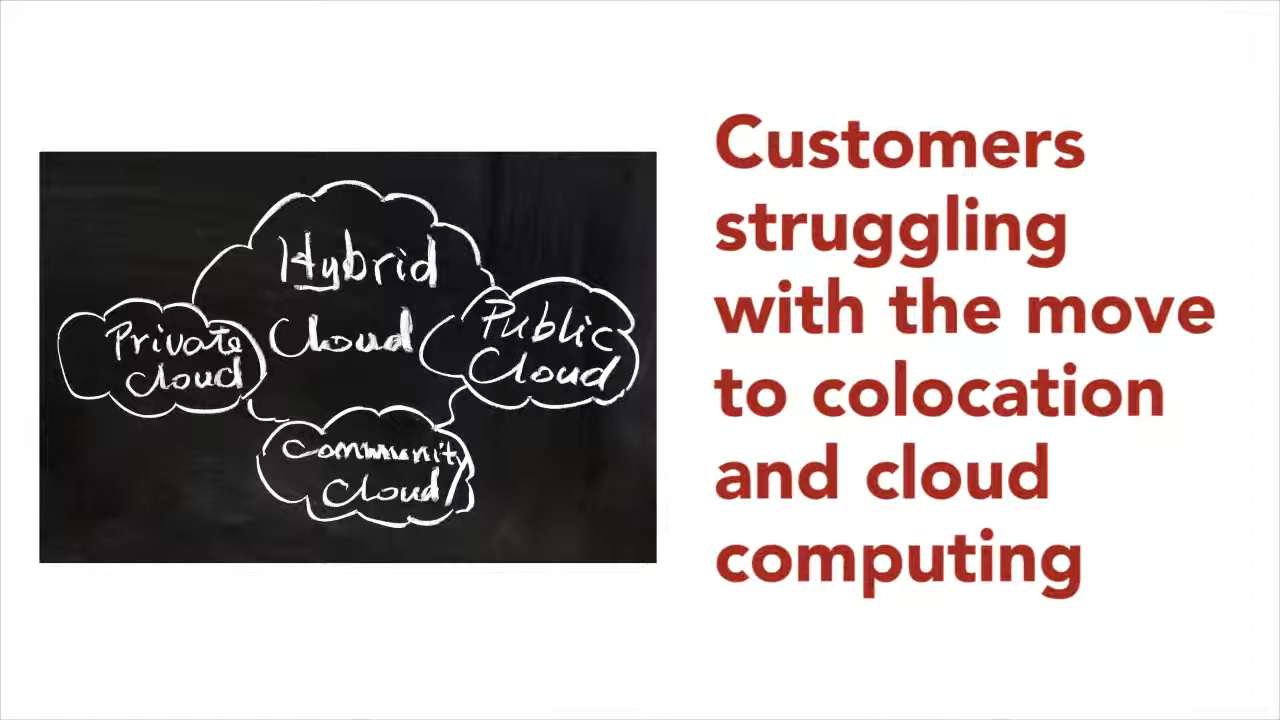 Hybrid
Cloud
Private
Cloud
Public
Cloud
Community
Cloud
Customers
struggling
with the move
to colocation
and cloud
computing